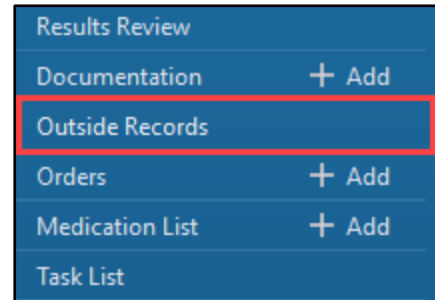 Results Review
Documentation + Add
Outside Records
Orders + Add
Medication List + Add
Task List